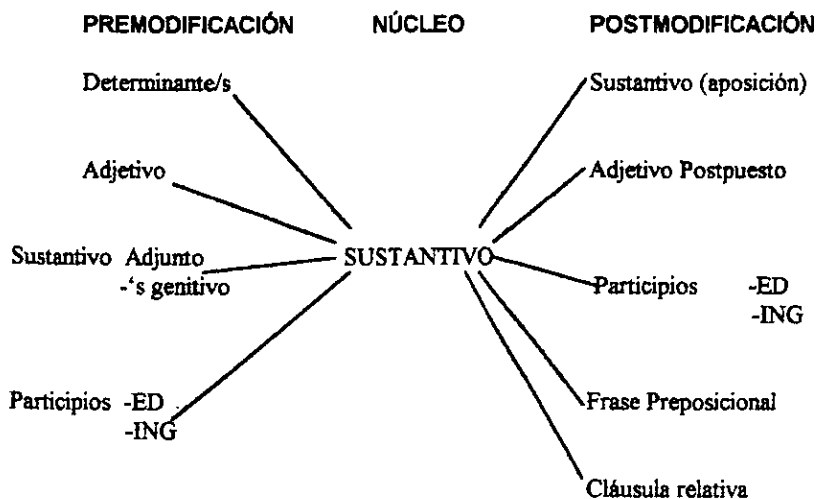 PREMODIFICACIÓN NÚCLEO POSTMODIFICACIÓN
Determinante/s Sustantivo (aposición)
Adjetivo Adjetivo Postpuesto
Sustantivo Adjunto SUSTANTIVO
-'s genitivo Participios -ED
-ING
Participios -ED Frase Preposicional
-ING
Cláusula relativa